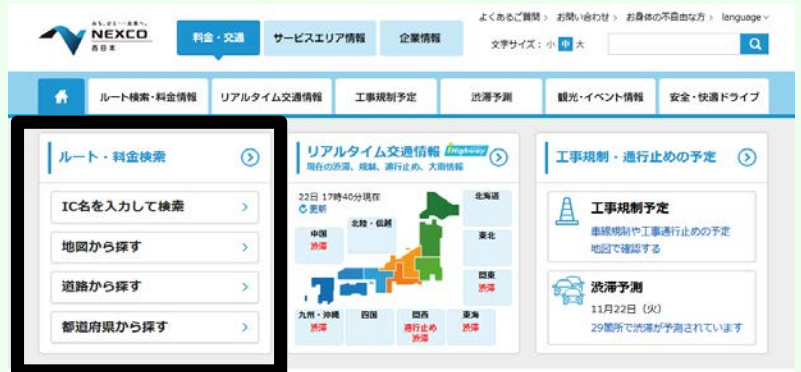 みち、ひと…未来へ。
NEXCO
西日本
料金・交通
サービスエリア情報
企業情報
よくあるご質問 お問い合わせ お身体の不自由な方 language
文字サイズ: 小 中 大
ルート検索・料金情報
リアルタイム交通情報
工事規制予定
渋滞予測
観光・イベント情報
安全・快適ドライブ
ルート・料金検索
IC名を入力して検索
地図から探す
道路から探す
都道府県から探す
リアルタイム交通情報 iHighway
現在の渋滞、規制、通行止め、大雨情報
22日 17時40分現在
更新
北海道
北陸・信越
中国
渋滞
東北
関東
渋滞
九州・沖縄
渋滞
四国
関西
通行止め
渋滞
東海
渋滞
工事規制・通行止めの予定
工事規制予定
車線規制や工事通行止めの予定
地図で確認する
渋滞予測
11月22日（火）
29箇所で渋滞が予測されています